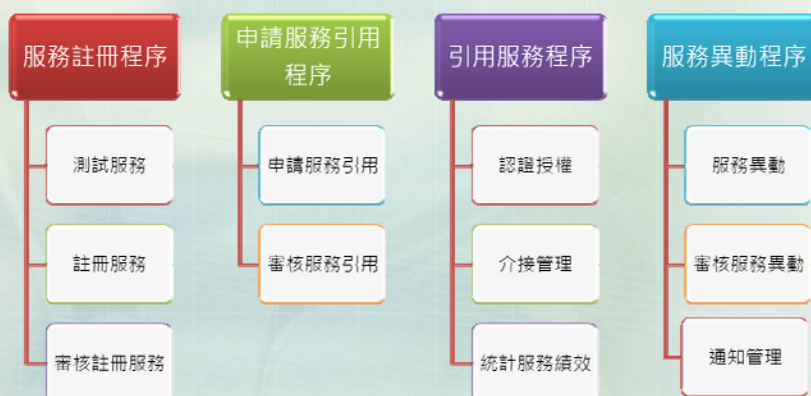 服務註冊程序
測試服務
註冊服務
審核註冊服務
申請服務引用
程序
申請服務引用
審核服務引用
引用服務程序
認證授權
介接管理
統計服務績效
服務異動程序
服務異動
審核服務異動
通知管理